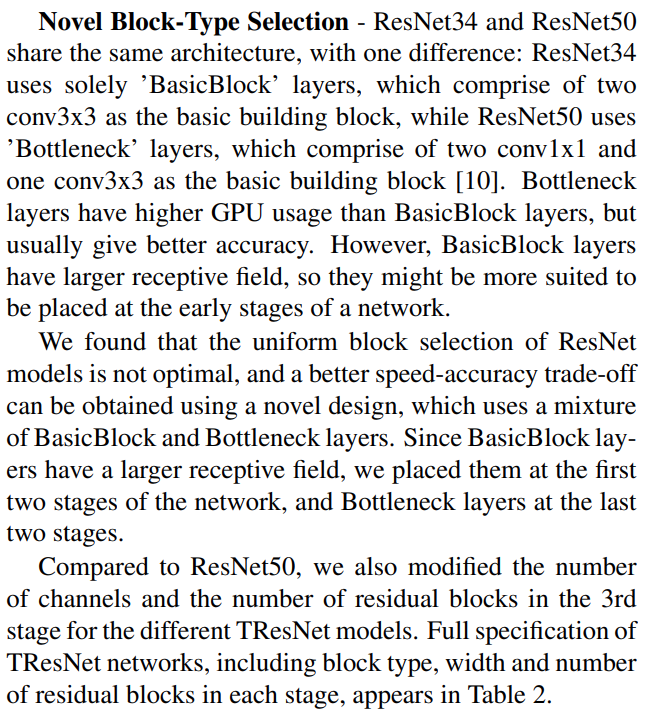 Novel Block-Type Selection - ResNet34 and ResNet50
share the same architecture, with one difference: ResNet34
uses solely ’BasicBlock’ layers, which comprise of two
conv3x3 as the basic building block, while ResNet50 uses
’Bottleneck’ layers, which comprise of two conv1x1 and
one conv3x3 as the basic building block [10]. Bottleneck
layers have higher GPU usage than BasicBlock layers, but
usually give better accuracy. However, BasicBlock layers
have larger receptive field, so they might be more suited to
be placed at the early stages of a network.
We found that the uniform block selection of ResNet
models is not optimal, and a better speed-accuracy trade-off
can be obtained using a novel design, which uses a mixture
of BasicBlock and Bottleneck layers. Since BasicBlock lay-
ers have a larger receptive field, we placed them at the first
two stages of the network, and Bottleneck layers at the last
two stages.
Compared to ResNet50, we also modified the number
of channels and the number of residual blocks in the 3rd
stage for the different TResNet models. Full specification of
TResNet networks, including block type, width and number
of residual blocks in each stage, appears in Table 2.